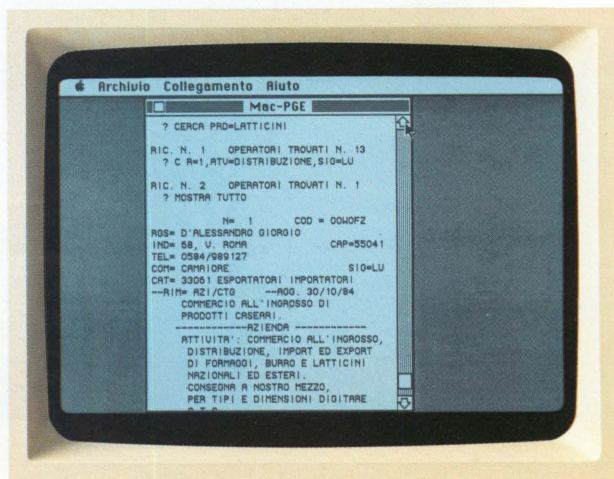 Archivio Collegamento Aiuto
Mac-PGE
? CERCA PRD=LATTICINI
RIC. N. 1 OPERATORI TROVATI N. 13
? C R=1,ATV=DISTRIBUZIONE,SIG=LU
RIC. N. 2 OPERATORI TROVATI N. 1
? MOSTRA TUTTO
N= 1 COD = 00WOFZ
RGS= D'ALESSANDRO GIORGIO
IND= 58, V. ROMA CAP=55041
TEL= 0584/989127
COM= CAMAIORE SIG=LU
CAT= 33061 ESPORTATORI IMPORTATORI
--RIM= AZI/CTG --AGG. 30/10/84
COMMERCIO ALL'INGROSSO DI
PRODOTTI CASEARI.
------------AZIENDA ------------
ATTIVITA': COMMERCIO ALL'INGROSSO,
DISTRIBUZIONE, IMPORT ED EXPORT
DI FORMAGGI, BURRO E LATTICINI
NAZIONALI ED ESTERI.
CONSEGNA A NOSTRO MEZZO,
PER TIPI E DIMENSIONI DIGITARE